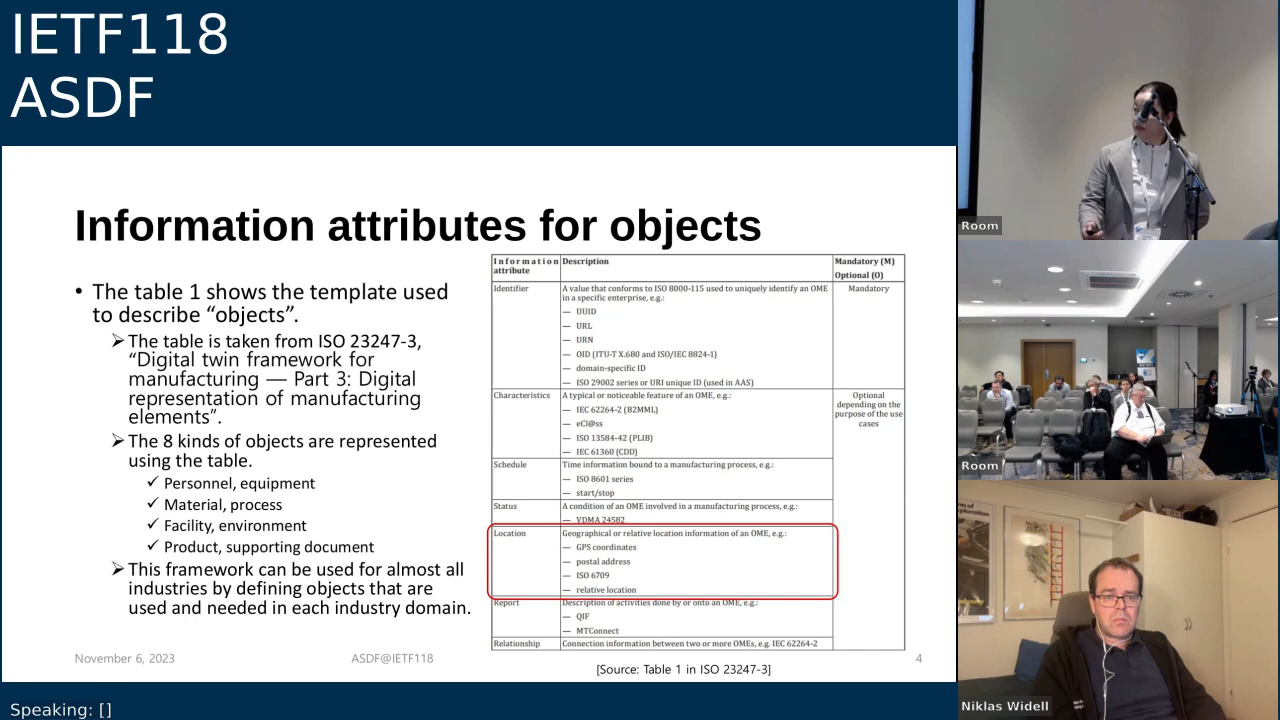 IETF118
ASDF
Information attributes for objects
• The table 1 shows the template used
to describe “objects”.
The table is taken from ISO 23247-3,
“Digital twin framework for
manufacturing — Part 3: Digital
representation of manufacturing
elements”.
The 8 kinds of objects are represented
using the table.
Personnel, equipment
Material, process
Facility, environment
Product, supporting document
This framework can be used for almost all
industries by defining objects that are
used and needed in each industry domain.
Information
attribute
Description
Mandatory (M)
Optional (O)
Identifier
A value that conforms to ISO 8000-115 used to uniquely identify an OME
in a specific enterprise, e.g.:
— UUID
— URL
— URN
— OID (ITU-T X.680 and ISO/IEC 8824-1)
— domain-specific ID
— ISO 29002 series or URI unique ID (used in AAS)
Mandatory
Characteristics
A typical or noticeable feature of an OME, e.g.:
— IEC 62264-2 (B2MML)
— eCl@ss
— ISO 13584-42 (PLIB)
— IEC 61360 (CDD)
Optional
depending on the
purpose of the use
cases
Schedule
Time information bound to a manufacturing process, e.g.:
— ISO 8601 series
— start/stop
Status
A condition of an OME involved in a manufacturing process, e.g.:
— VDMA 24582
Location
Geographical or relative location information of an OME, e.g.:
— GPS coordinates
— postal address
— ISO 6709
— relative location
Report
Description of activities done by or onto an OME, e.g.:
— QIF
— MTConnect
Relationship
Connection information between two or more OMEs, e.g. IEC 62264-2
[Source: Table 1 in ISO 23247-3]
November 6, 2023
ASDF@IETF118
4
Speaking: []
Room
Room
Niklas Widell